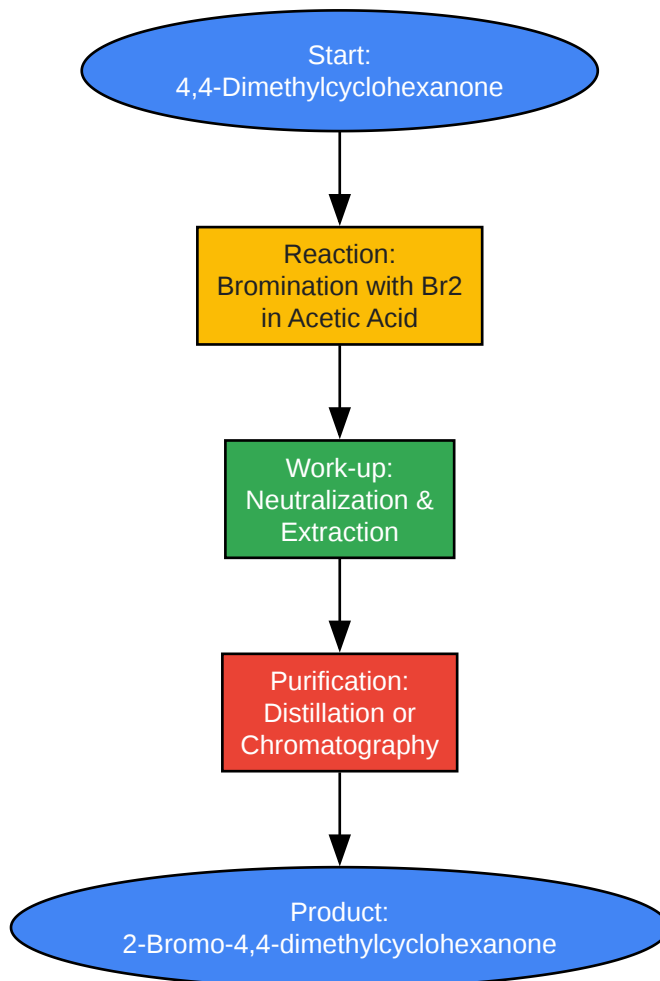 Start:
4,4-Dimethylcyclohexanone
Reaction:
Bromination with Br2
in Acetic Acid
Work-up:
Neutralization &
Extraction
Purification:
Distillation or
Chromatography
Product:
2-Bromo-4,4-dimethylcyclohexanone